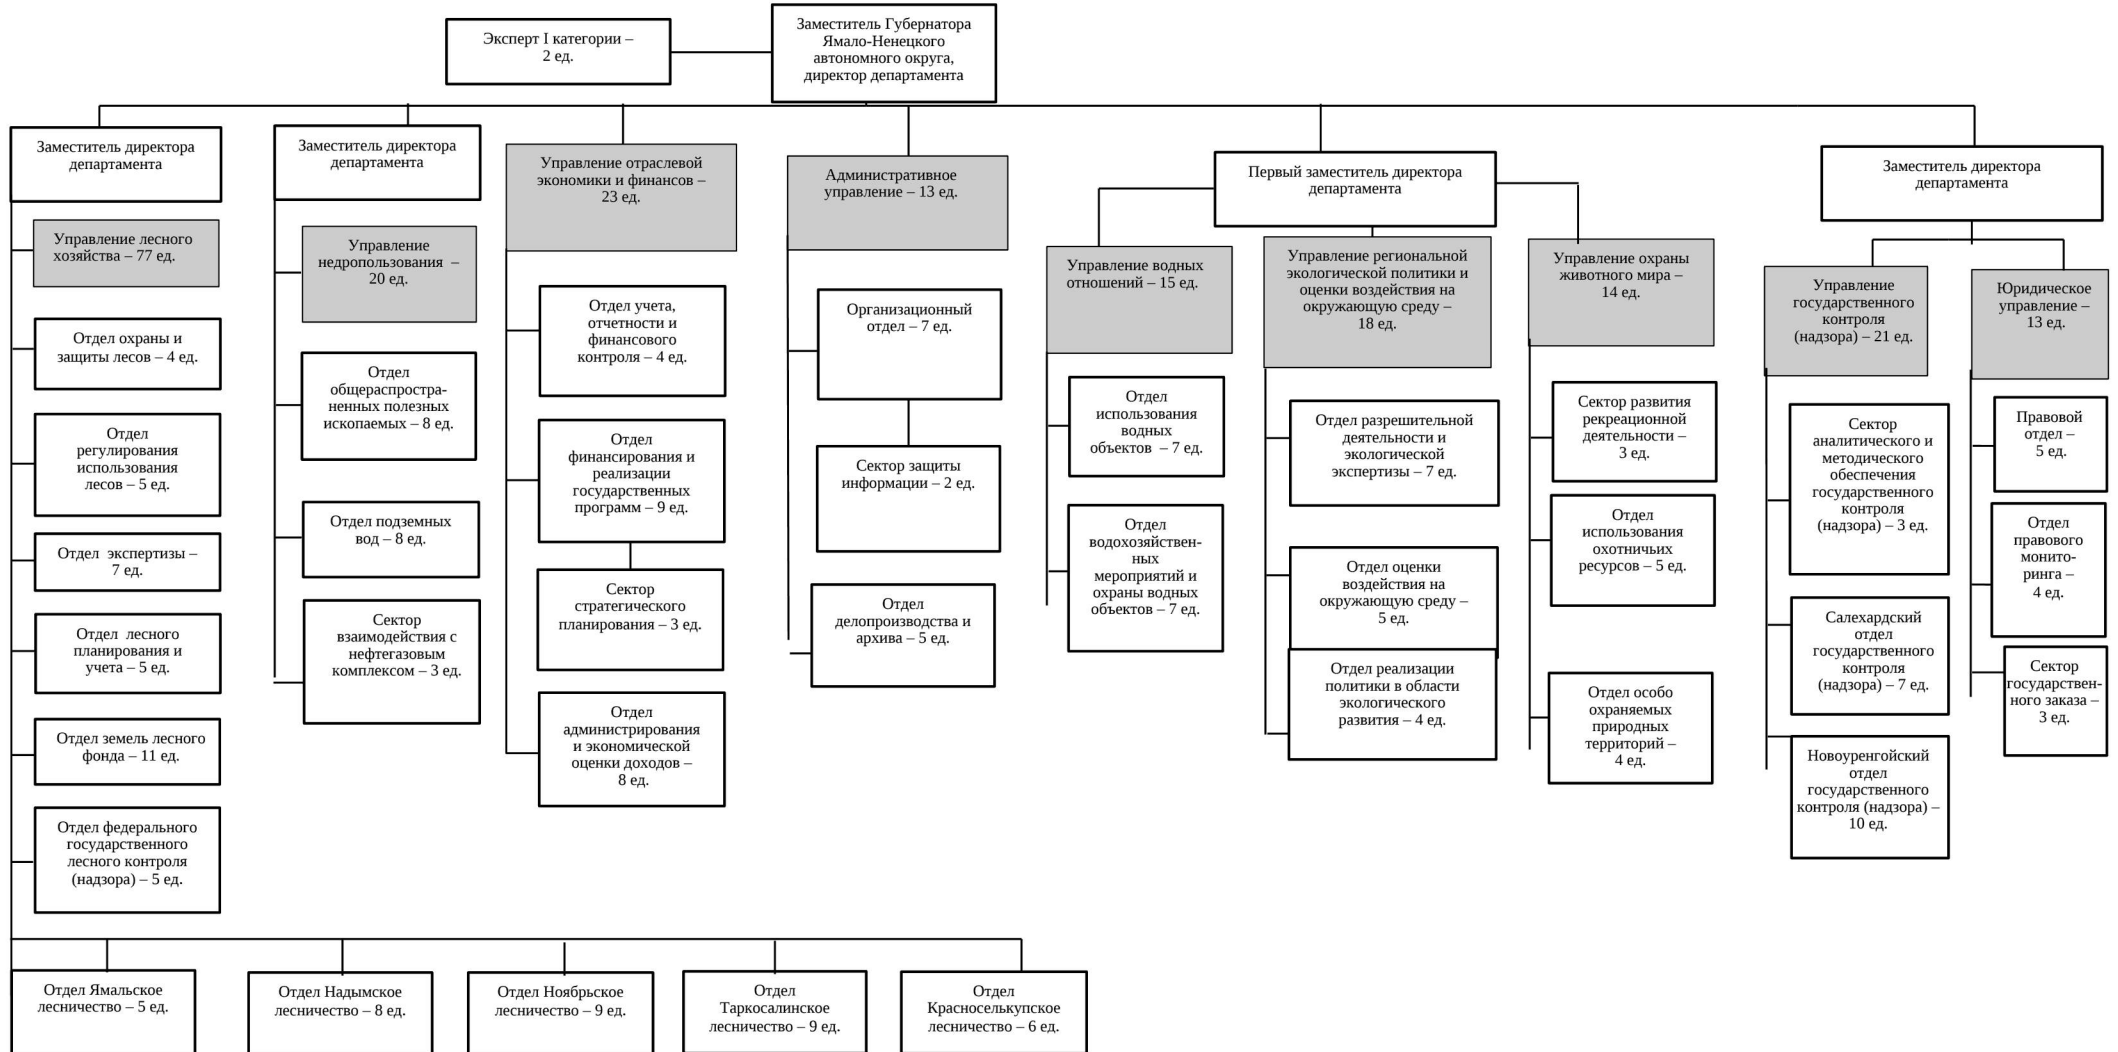 Эксперт I категории –
2 ед.
Заместитель Губернатора
Ямало-Ненецкого
автономного округа,
директор департамента
Заместитель директора
департамента
Управление лесного
хозяйства – 77 ед.
Отдел охраны и
защиты лесов – 4 ед.
Отдел
регулирования
использования
лесов – 5 ед.
Отдел экспертизы –
7 ед.
Отдел лесного
планирования и
учета – 5 ед.
Отдел земель лесного
фонда – 11 ед.
Отдел федерального
государственного
лесного контроля
(надзора) – 5 ед.
Отдел Ямальское
лесничество – 5 ед.
Отдел Надымское
лесничество – 8 ед.
Отдел Ноябрьское
лесничество – 9 ед.
Отдел
Таркосалинское
лесничество – 9 ед.
Отдел
Красноселькупское
лесничество – 6 ед.
Заместитель директора
департамента
Управление
недропользования –
20 ед.
Отдел
общераспростра-
ненных полезных
ископаемых – 8 ед.
Отдел подземных
вод – 8 ед.
Сектор
взаимодействия с
нефтегазовым
комплексом – 3 ед.
Управление отраслевой
экономики и финансов –
23 ед.
Отдел учета,
отчетности и
финансового
контроля – 4 ед.
Отдел
финансирования и
реализации
государственных
программ – 9 ед.
Сектор
стратегического
планирования – 3 ед.
Отдел
администрирования
и экономической
оценки доходов –
8 ед.
Административное
управление – 13 ед.
Организационный
отдел – 7 ед.
Сектор защиты
информации – 2 ед.
Отдел
делопроизводства и
архива – 5 ед.
Первый заместитель директора
департамента
Управление водных
отношений – 15 ед.
Отдел
использования
водных
объектов – 7 ед.
Отдел
водохозяйствен-
ных
мероприятий и
охраны водных
объектов – 7 ед.
Управление региональной
экологической политики и
оценки воздействия на
окружающую среду –
18 ед.
Отдел разрешительной
деятельности и
экологической
экспертизы – 7 ед.
Отдел оценки
воздействия на
окружающую среду –
5 ед.
Отдел реализации
политики в области
экологического
развития – 4 ед.
Управление охраны
животного мира –
14 ед.
Сектор развития
рекреационной
деятельности –
3 ед.
Отдел
использования
охотничьих
ресурсов – 5 ед.
Отдел особо
охраняемых
природных
территорий –
4 ед.
Заместитель директора
департамента
Управление
государственного
контроля
(надзора) – 21 ед.
Сектор
аналитического и
методического
обеспечения
государственного
контроля
(надзора) – 3 ед.
Салехардский
отдел
государственного
контроля
(надзора) – 7 ед.
Новоуренгойский
отдел
государственного
контроля (надзора) –
10 ед.
Юридическое
управление –
13 ед.
Правовой
отдел –
5 ед.
Отдел
правового
монито-
ринга –
4 ед.
Сектор
государствен-
ного заказа –
3 ед.